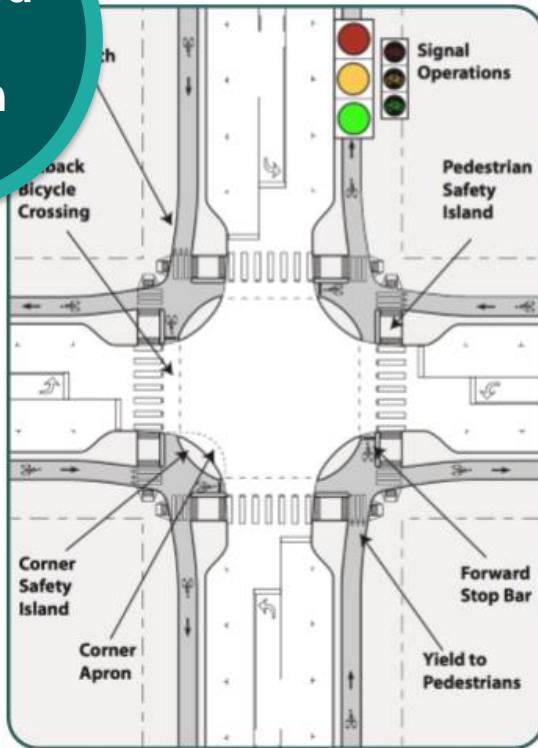 Signal
Operations
Bicycle
Crossing
Pedestrian
Safety
Island
Corner
Safety
Island
Corner
Apron
Forward
Stop Bar
Yield to
Pedestrians